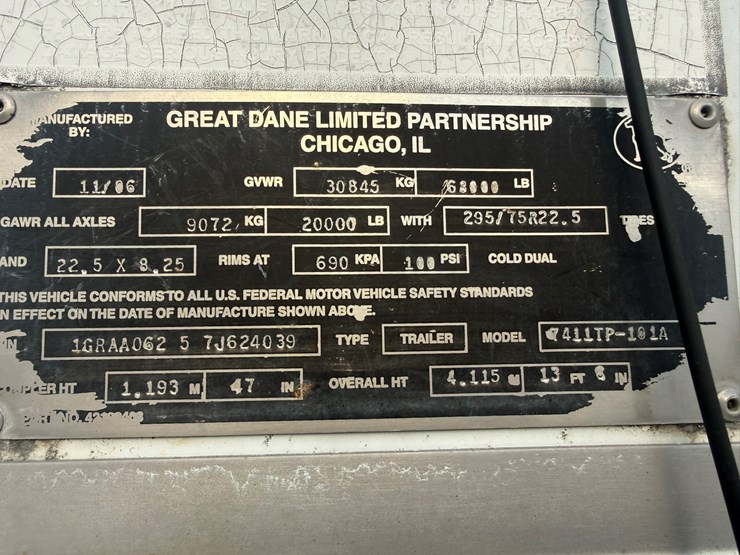 MANUFACTURED BY: GREAT DANE LIMITED PARTNERSHIP
CHICAGO, IL
DATE 11/06 GVWR 30845 KG 68000 LB
GAWR ALL AXLES 9072 KG 20000 LB WITH 295/75R22.5 TIRES
AND 22.5 X 8.25 RIMS AT 690 KPA 100 PSI COLD DUAL
THIS VEHICLE CONFORMS TO ALL U.S. FEDERAL MOTOR VEHICLE SAFETY STANDARDS
IN EFFECT ON THE DATE OF MANUFACTURE SHOWN ABOVE.
VIN 1GRAA062 5 7J624039 TYPE TRAILER MODEL 7411TP-101A
COUPLER HT 1.193 M 47 IN OVERALL HT 4.115 M 13 FT 6 IN
PART NO.